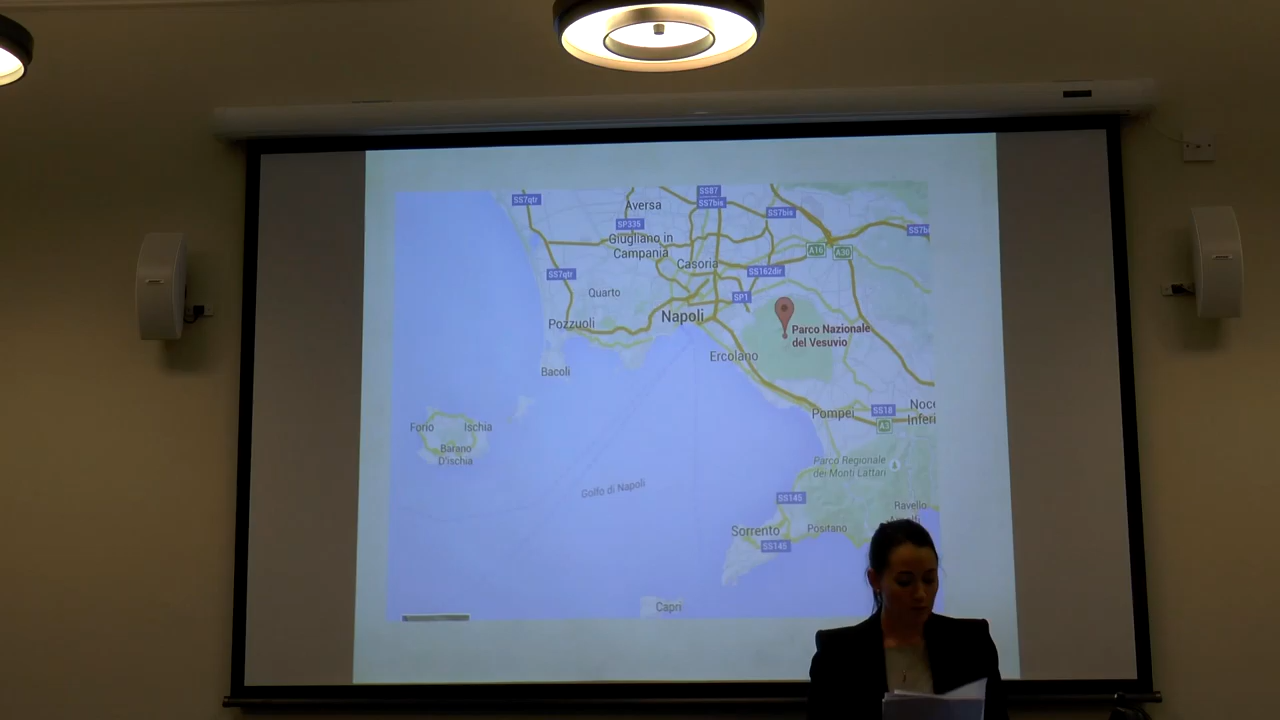 SS87
SS7qtr
Aversa
SS7bis
SS7bis
SP335
SS7b
Giugliano in
Campania
A16
A30
Casoria
SS7qtr
SS162dir
Quarto
SP1
Pozzuoli
Napoli
Parco Nazionale
del Vesuvio
Ercolano
Bacoli
Pompei
SS18
Noce
Inferi
A3
Forio
Ischia
Barano
D'ischia
Parco Regionale
dei Monti Lattari
Golfo di Napoli
SS145
Ravello
Sorrento
Positano
SS145
Capri